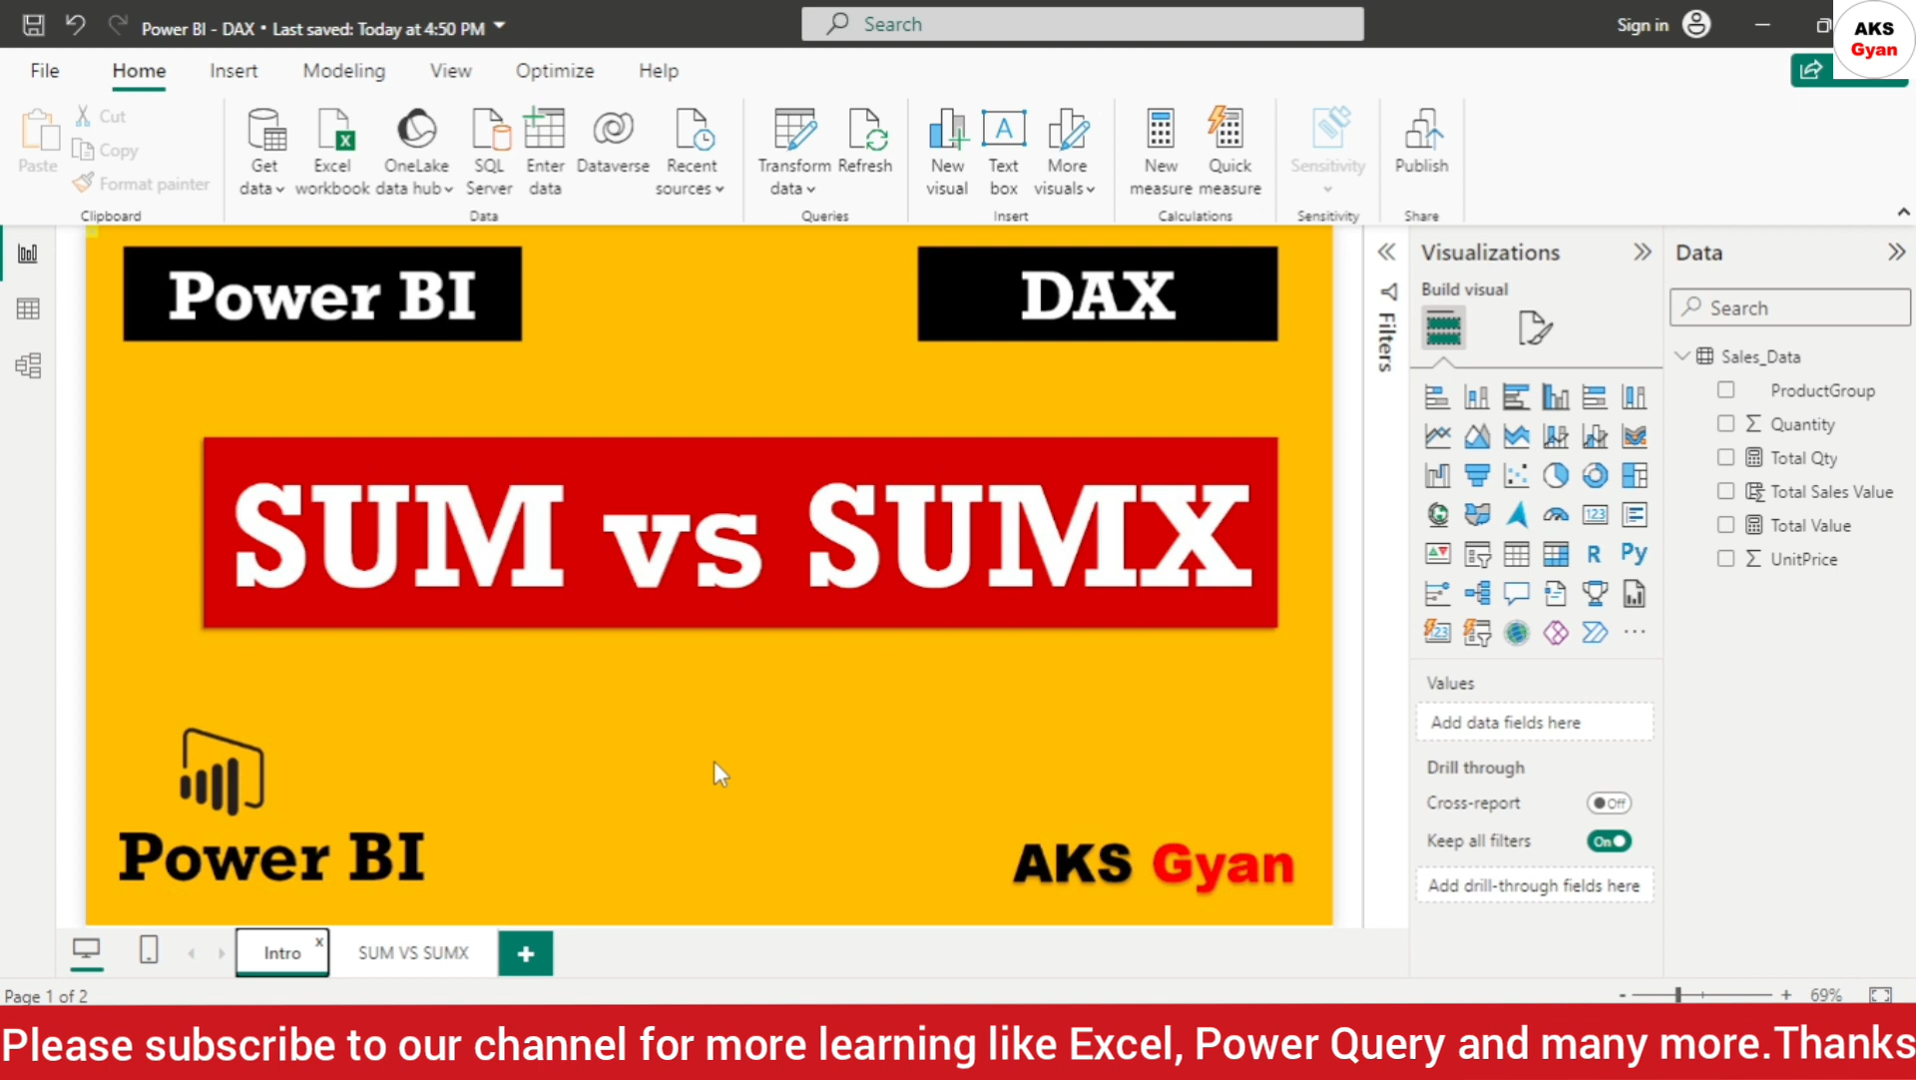 Power BI - DAX • Last saved: Today at 4:50 PM
Search
Sign in
AKS
Gyan
File Home Insert Modeling View Optimize Help
Paste
Cut
Copy
Format painter
Clipboard
Get data
Excel workbook
OneLake data hub
SQL Server
Enter data
Dataverse
Recent sources
Data
Transform data
Refresh
Queries
New visual
Text box
More visuals
Insert
New measure
Quick measure
Calculations
Sensitivity
Sensitivity
Publish
Share
Power BI
DAX
SUM vs SUMX
Power BI
AKS Gyan
Filters
Visualizations
Build visual
123
R
Py
123
Values
Add data fields here
Drill through
Cross-report
Off
Keep all filters
On
Add drill-through fields here
Data
Search
Sales_Data
ProductGroup
Quantity
Total Qty
Total Sales Value
Total Value
UnitPrice
Intro x
SUM VS SUMX
+
Page 1 of 2
- + 69%
Please subscribe to our channel for more learning like Excel, Power Query and many more.Thanks